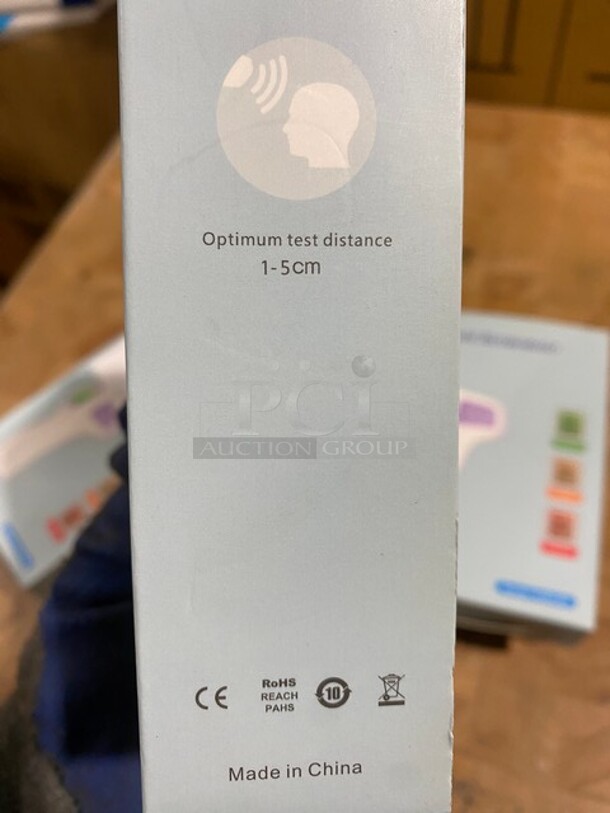 Optimum test distance
1-5cm
PCi
AUCTION GROUP
CE
RoHS
REACH
PAHS
10
Made in China